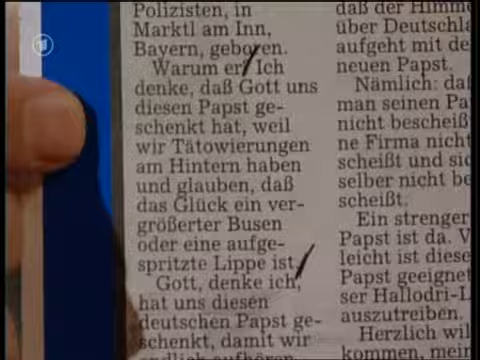 Polizisten, in
Marktl am Inn,
Bayern, geboren.
Warum er? Ich
denke, daß Gott uns
diesen Papst ge-
schenkt hat, weil
wir Tätowierungen
am Hintern haben
und glauben, daß
das Glück ein ver-
größerter Busen
oder eine aufge-
spritzte Lippe ist.
Gott, denke ich,
hat uns diesen
deutschen Papst ge-
schenkt, damit wir
endlich aufhören
daß der Himme
über Deutschla
aufgeht mit de
neuen Papst.
Nämlich: da
man seinen Pa
nicht bescheiß
ne Firma nicht
scheißt und sic
selber nicht be
scheißt.
Ein strenger
Papst ist da. V
leicht ist diese
Papst geeignet
ser Hallodri-L
auszutreiben.
Herzlich wil
kommen, mein